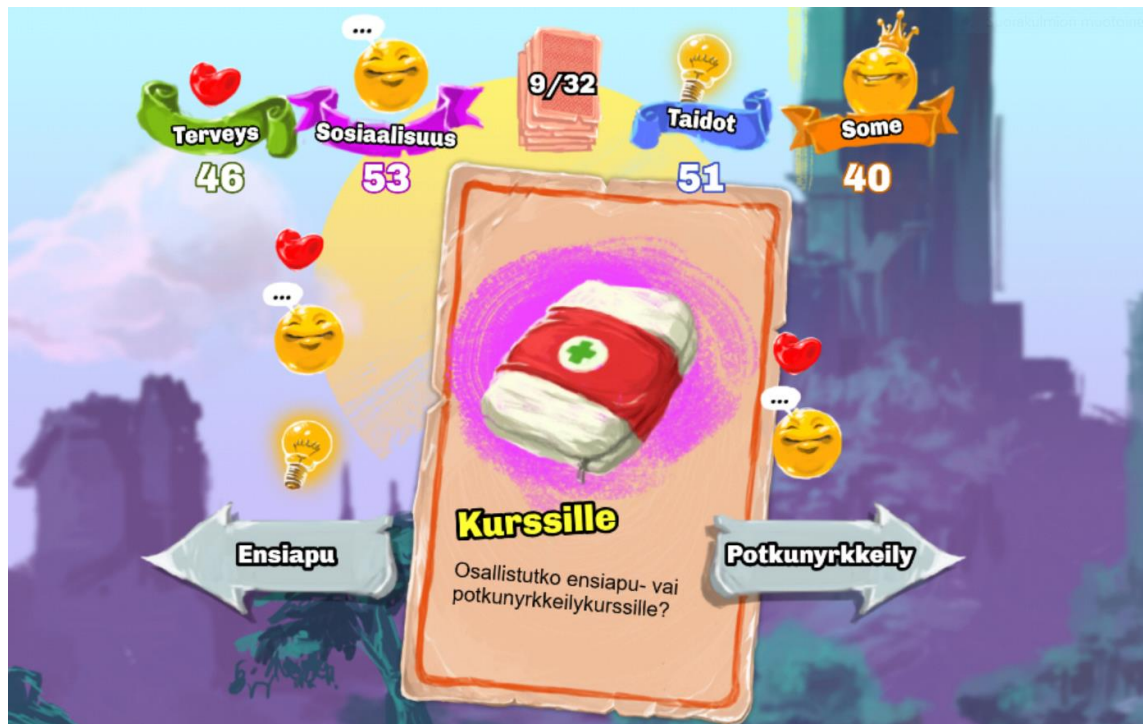 Terveys
46
Sosiaalisuus
53
9/32
Taidot
51
Some
40
Kurssille
Osallistutko ensiapu- vai
potkunyrkkeilykurssille?
Ensiapu
Potkunyrkkeily